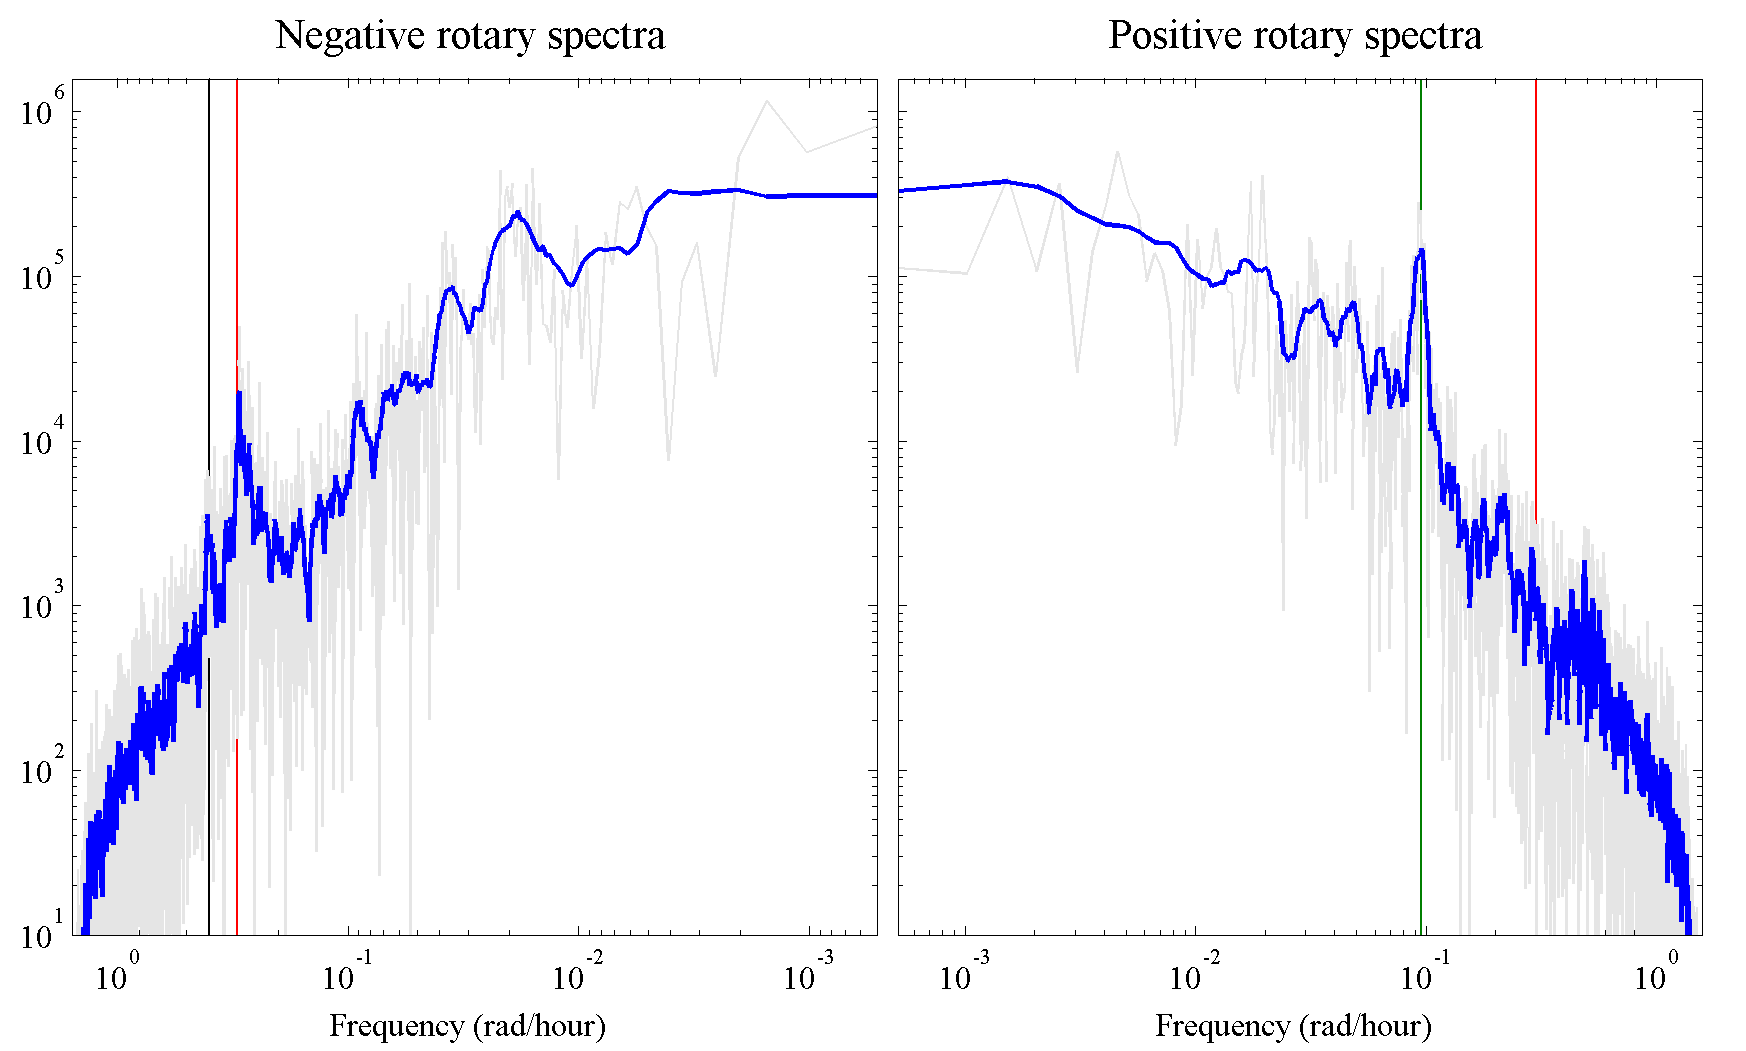 Negative rotary spectra
Positive rotary spectra
10^6
10^5
10^4
10^3
10^2
10^1
10^0 10^-1 10^-2 10^-3
10^-3 10^-2 10^-1 10^0
Frequency (rad/hour)
Frequency (rad/hour)